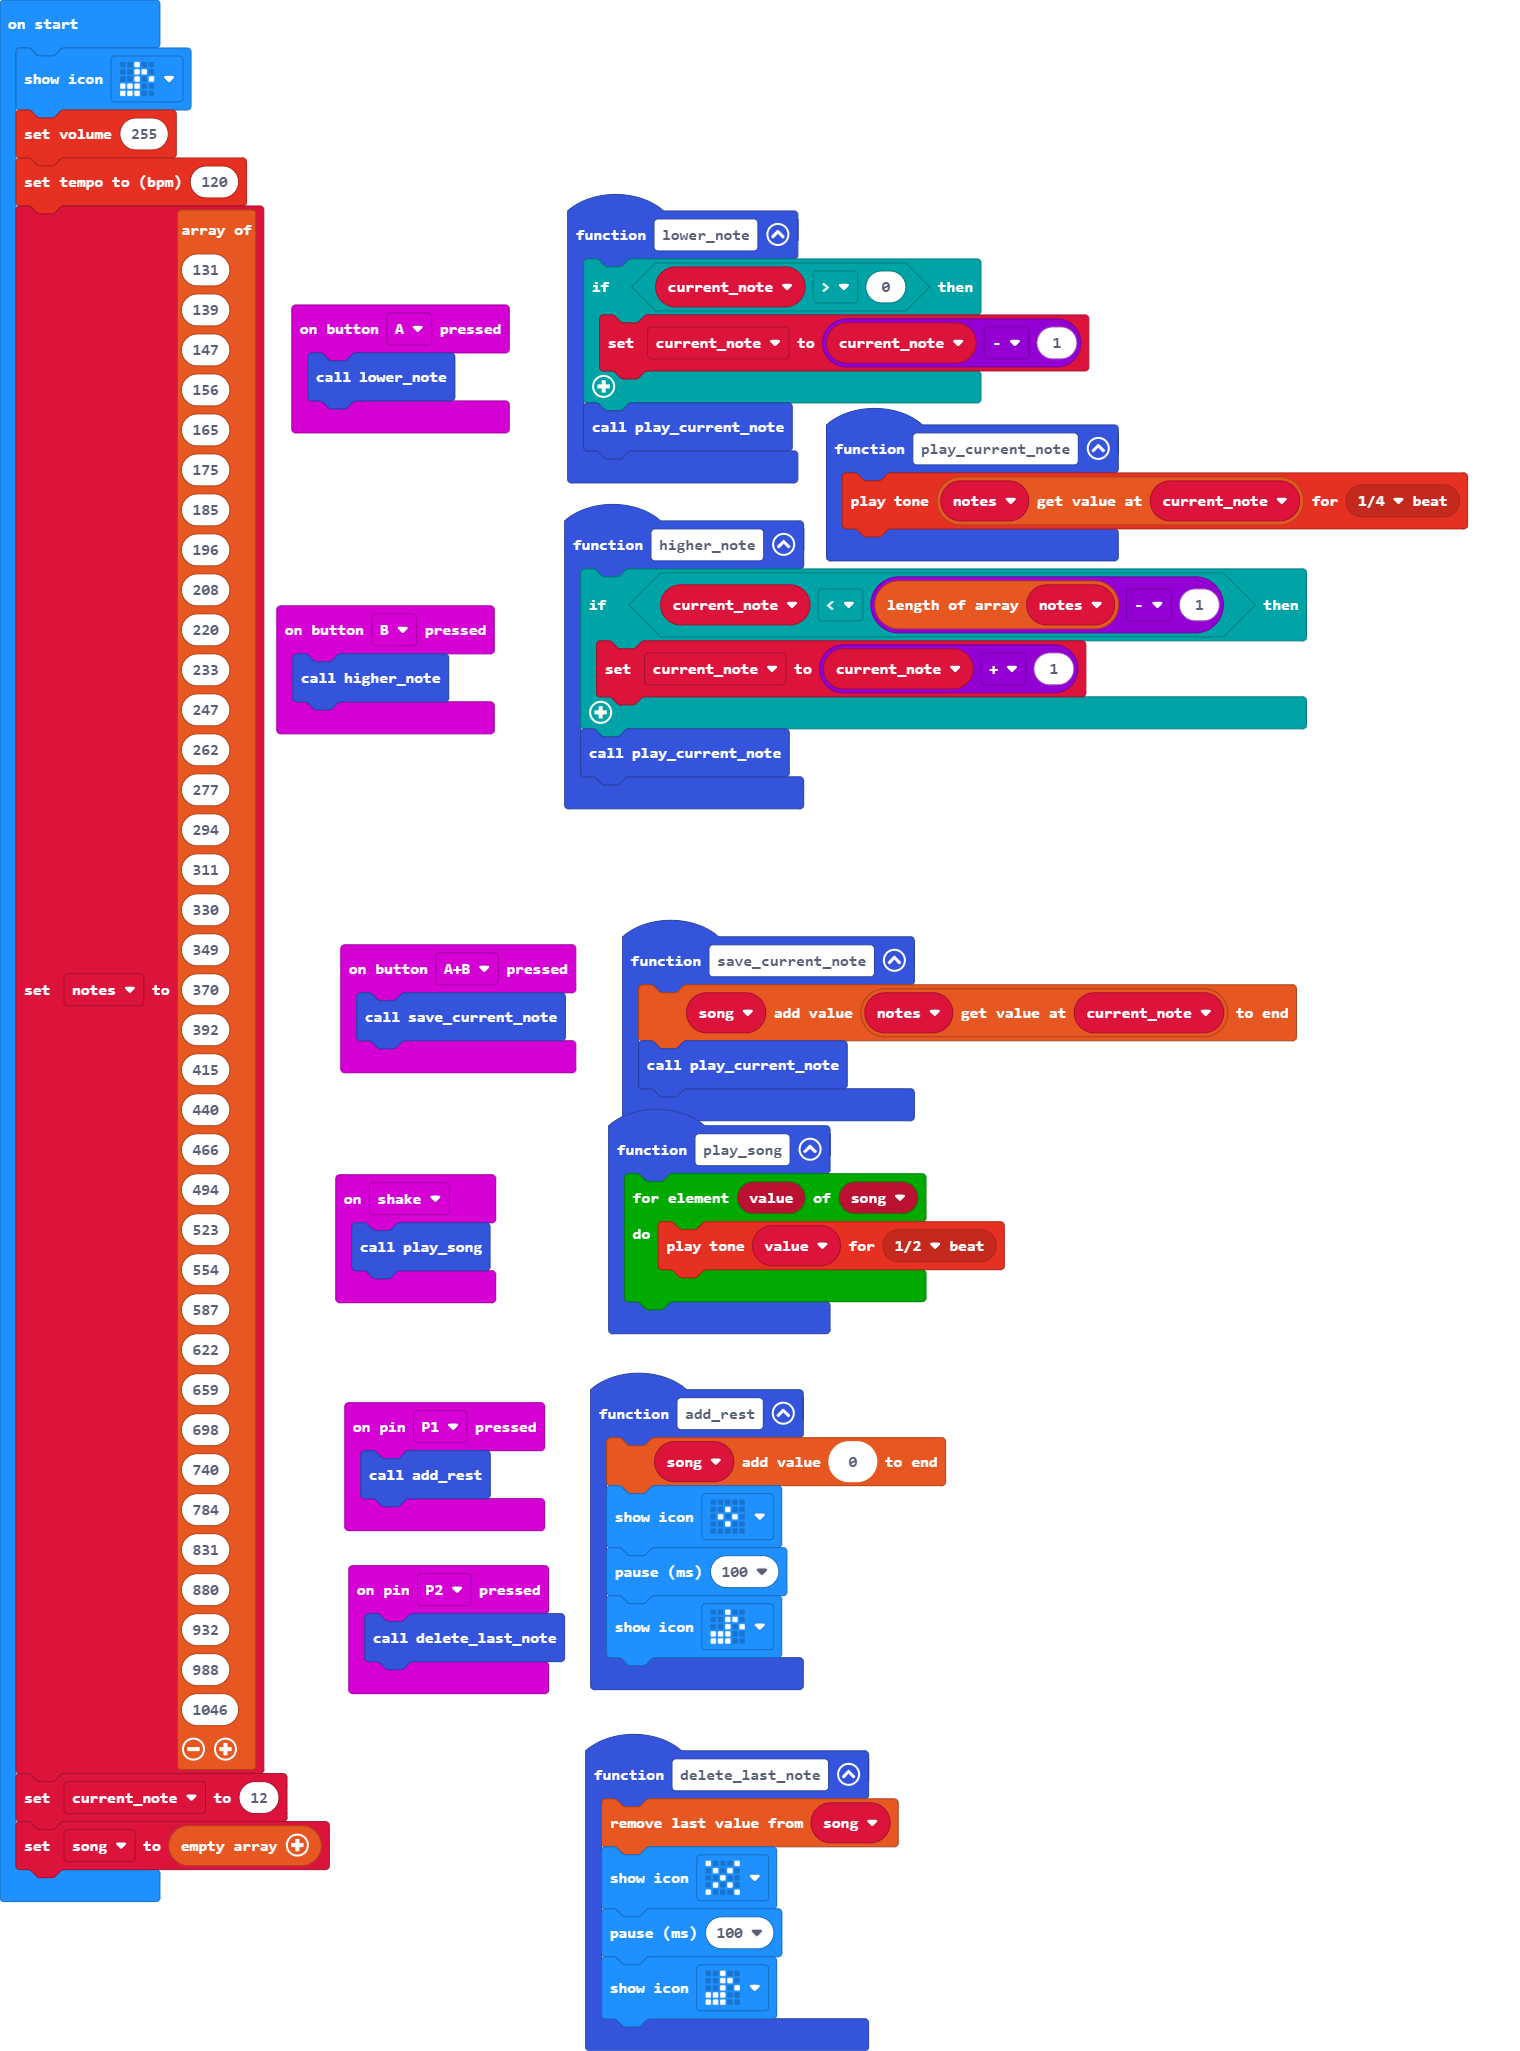 on start
show icon
set volume 255
set tempo to (bpm) 120
array of
131
139
147
156
165
175
185
196
208
220
233
247
262
277
294
311
330
349
set notes to 370
392
415
440
466
494
523
554
587
622
659
698
740
784
831
880
932
988
1046
set current_note to 12
set song to empty array
on button A pressed
call lower_note
on button B pressed
call higher_note
on button A+B pressed
call save_current_note
on shake
call play_song
on pin P1 pressed
call add_rest
on pin P2 pressed
call delete_last_note
function lower_note
if current_note > 0 then
set current_note to current_note - 1
call play_current_note
function play_current_note
play tone notes get value at current_note for 1/4 beat
function higher_note
if current_note < length of array notes - 1 then
set current_note to current_note + 1
call play_current_note
function save_current_note
song add value notes get value at current_note to end
call play_current_note
function play_song
for element value of song
do play tone value for 1/2 beat
function add_rest
song add value 0 to end
show icon
pause (ms) 100
show icon
function delete_last_note
remove last value from song
show icon
pause (ms) 100
show icon